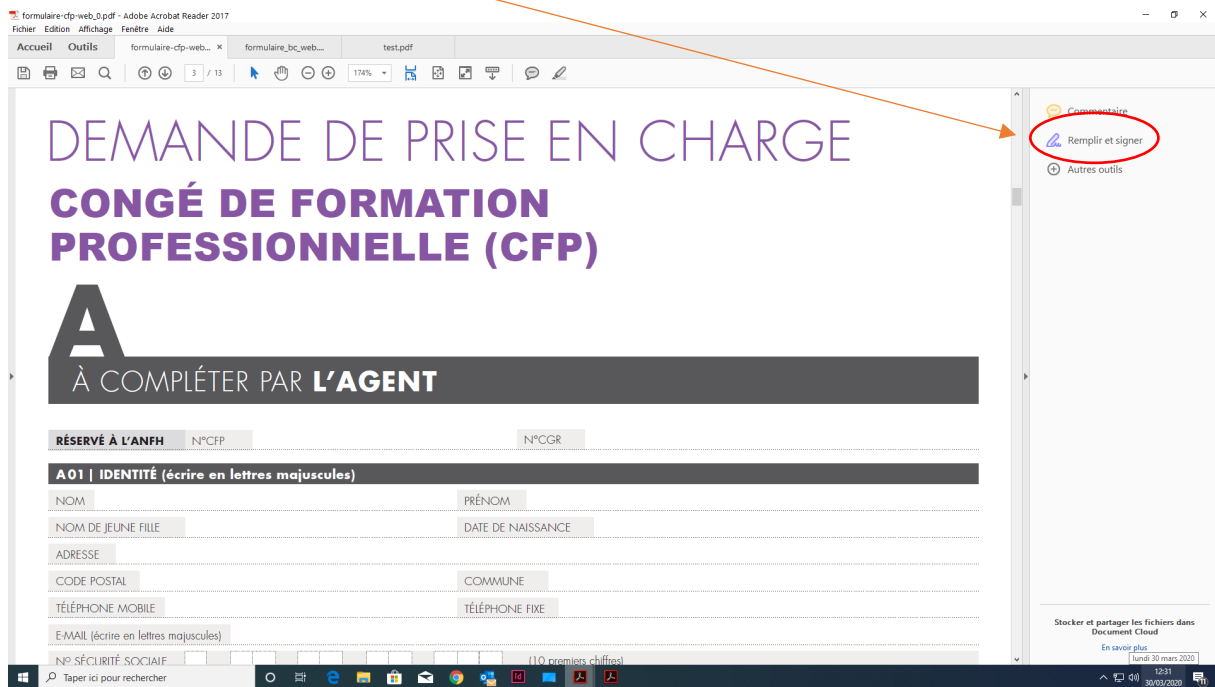 formulaire-cfp-web_0.pdf - Adobe Acrobat Reader 2017
Fichier Edition Affichage Fenêtre Aide
Accueil Outils formulaire-cfp-web... × formulaire_bc_web.... test.pdf
3 / 13 174%
Commentaire
Remplir et signer
Autres outils
DEMANDE DE PRISE EN CHARGE
CONGÉ DE FORMATION
PROFESSIONNELLE (CFP)
A
À COMPLÉTER PAR L'AGENT
RÉSERVÉ À L'ANFH N°CFP N°CGR
A01 | IDENTITÉ (écrire en lettres majuscules)
NOM PRÉNOM
NOM DE JEUNE FILLE DATE DE NAISSANCE
ADRESSE
CODE POSTAL COMMUNE
TÉLÉPHONE MOBILE TÉLÉPHONE FIXE
E-MAIL (écrire en lettres majuscules)
N° SÉCURITÉ SOCIALE (10 premiers chiffres)
Stocker et partager les fichiers dans
Document Cloud
En savoir plus
lundi 30 mars 2020
Taper ici pour rechercher
12:31
30/03/2020